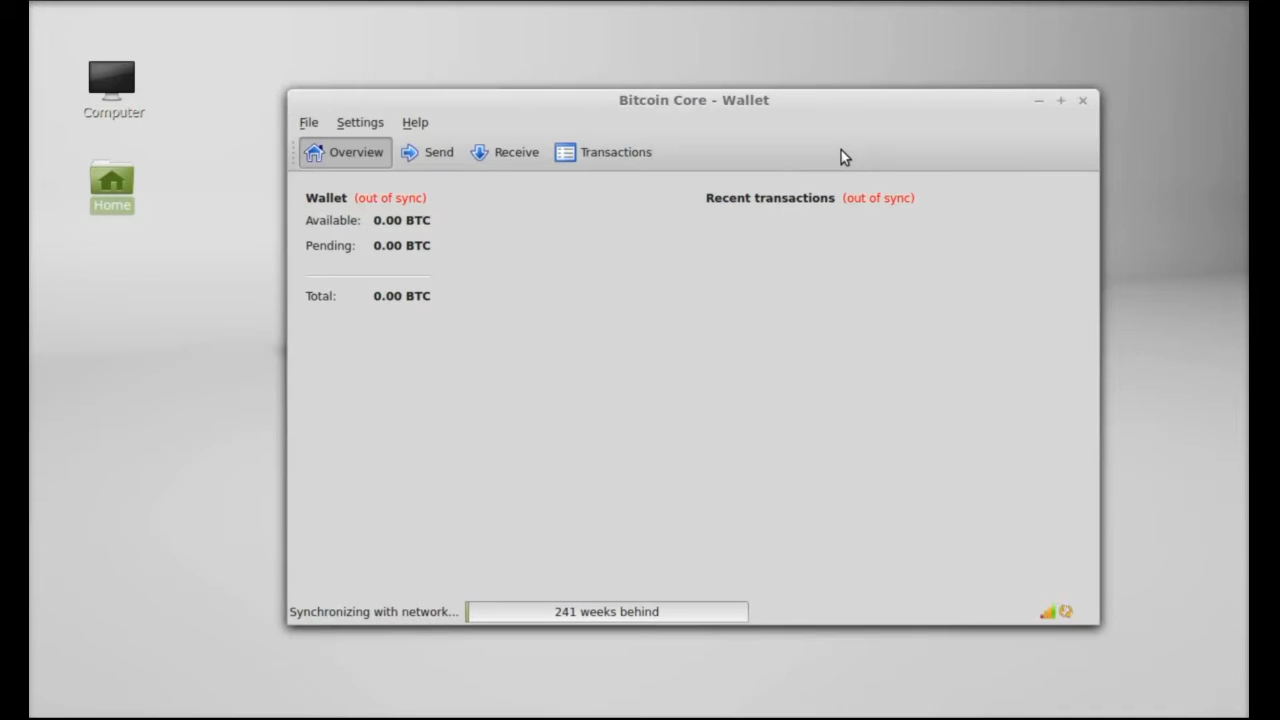 Computer
Home
Bitcoin Core - Wallet
File Settings Help
Overview Send Receive Transactions
Wallet (out of sync) Recent transactions (out of sync)
Available: 0.00 BTC
Pending: 0.00 BTC
Total: 0.00 BTC
Synchronizing with network... 241 weeks behind